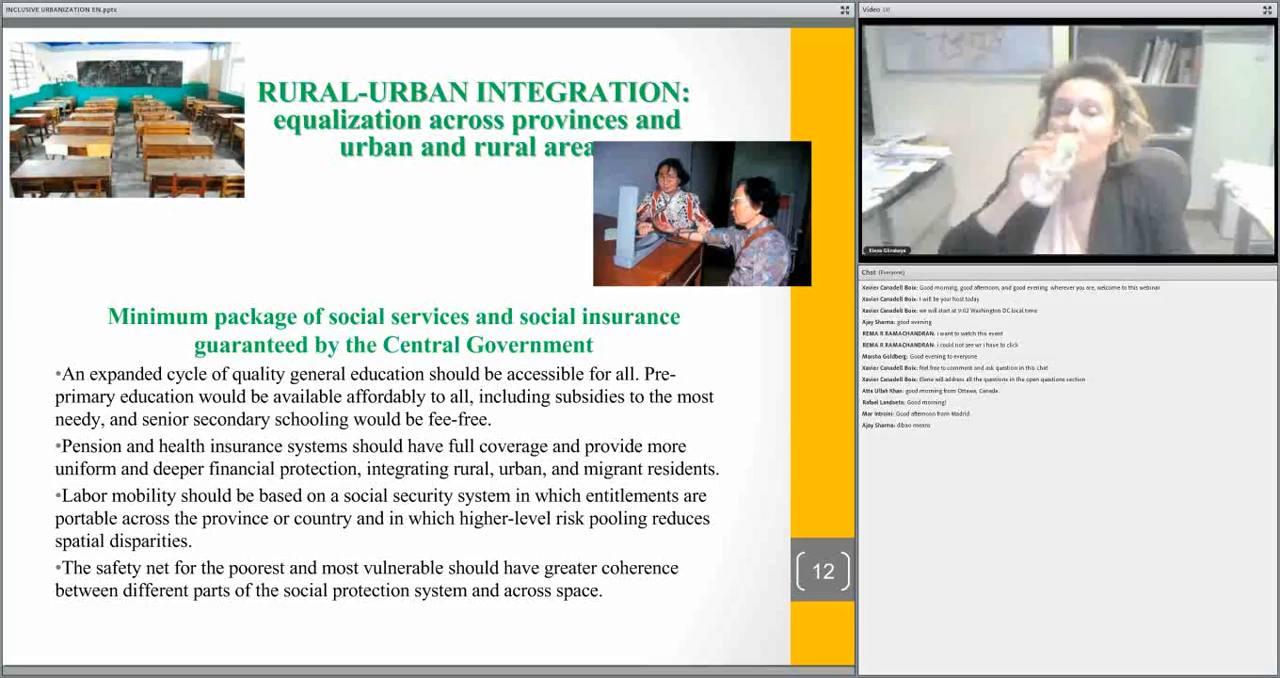 INCLUSIVE URBANIZATION EN.pptx
RURAL-URBAN INTEGRATION:
equalization across provinces and
urban and rural area
Minimum package of social services and social insurance
guaranteed by the Central Government
•An expanded cycle of quality general education should be accessible for all. Pre-
primary education would be available affordably to all, including subsidies to the most
needy, and senior secondary schooling would be fee-free.
•Pension and health insurance systems should have full coverage and provide more
uniform and deeper financial protection, integrating rural, urban, and migrant residents.
•Labor mobility should be based on a social security system in which entitlements are
portable across the province or country and in which higher-level risk pooling reduces
spatial disparities.
•The safety net for the poorest and most vulnerable should have greater coherence
between different parts of the social protection system and across space.
12
Video
Elena Glinskaya
Chat (Everyone)
Xavier Canadell Boix: Good morning, good afternoon, and good evening wherever you are, welcome to this webinar
Xavier Canadell Boix: I will be your host today
Xavier Canadell Boix: we will start at 9:02 Washington DC local time
Ajay Sharma: good evening
REMA R RAMACHANDRAN: i want to watch this event
REMA R RAMACHANDRAN: i could not see wr i have to click
Marsha Goldberg: Good evening to everyone
Xavier Canadell Boix: feel free to comment and ask question in this chat
Xavier Canadell Boix: Elena will address all the questions in the open questions section
Atta Ullah Khan: good morning from Ottawa, Canada.
Rafael Landaeta: Good morning!
Mar Introini: Good afternoon from Madrid
Ajay Sharma: dibao means